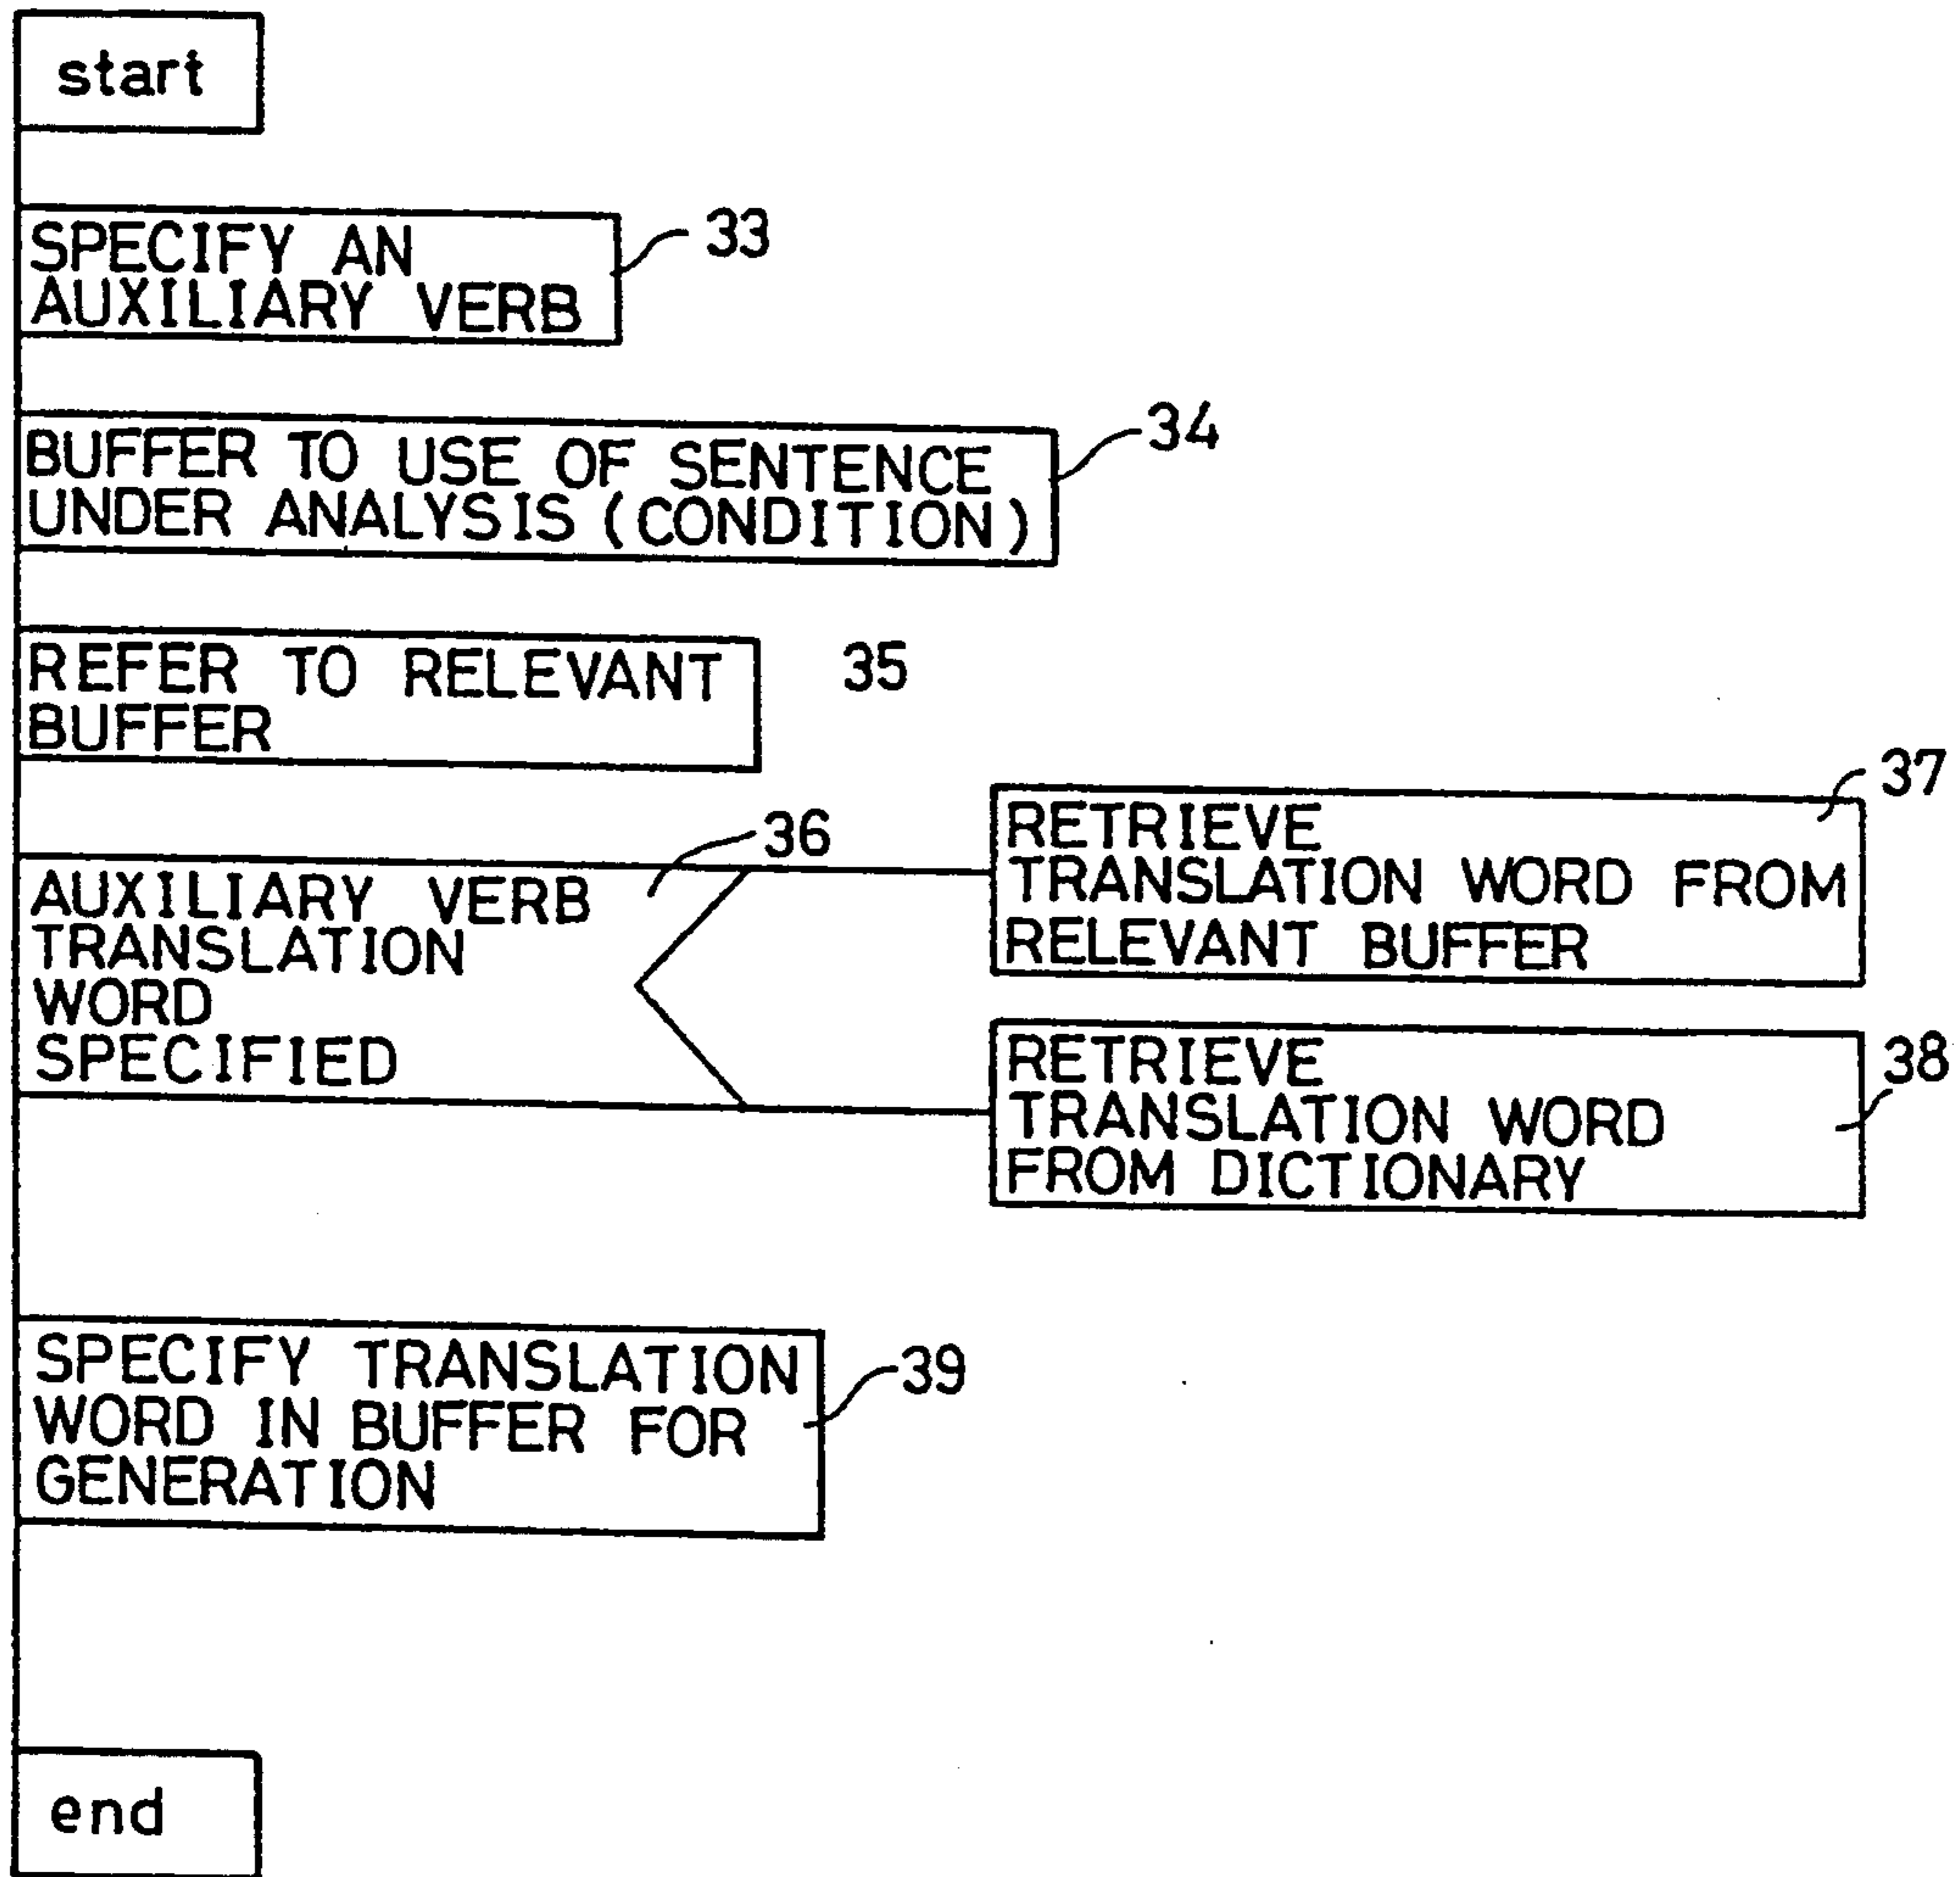 start
SPECIFY AN
AUXILIARY VERB
33
BUFFER TO USE OF SENTENCE
UNDER ANALYSIS (CONDITION)
34
REFER TO RELEVANT
BUFFER
35
AUXILIARY VERB
TRANSLATION
WORD
SPECIFIED
36
RETRIEVE
TRANSLATION WORD FROM
RELEVANT BUFFER
37
RETRIEVE
TRANSLATION WORD
FROM DICTIONARY
38
SPECIFY TRANSLATION
WORD IN BUFFER FOR
GENERATION
39
end